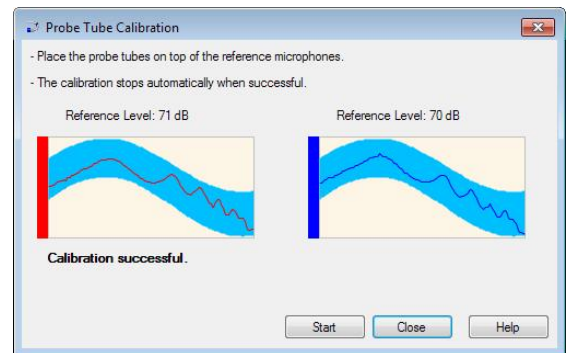 Probe Tube Calibration
- Place the probe tubes on top of the reference microphones.
- The calibration stops automatically when successful.
Reference Level: 71 dB
Reference Level: 70 dB
Calibration successful.
Start
Close
Help